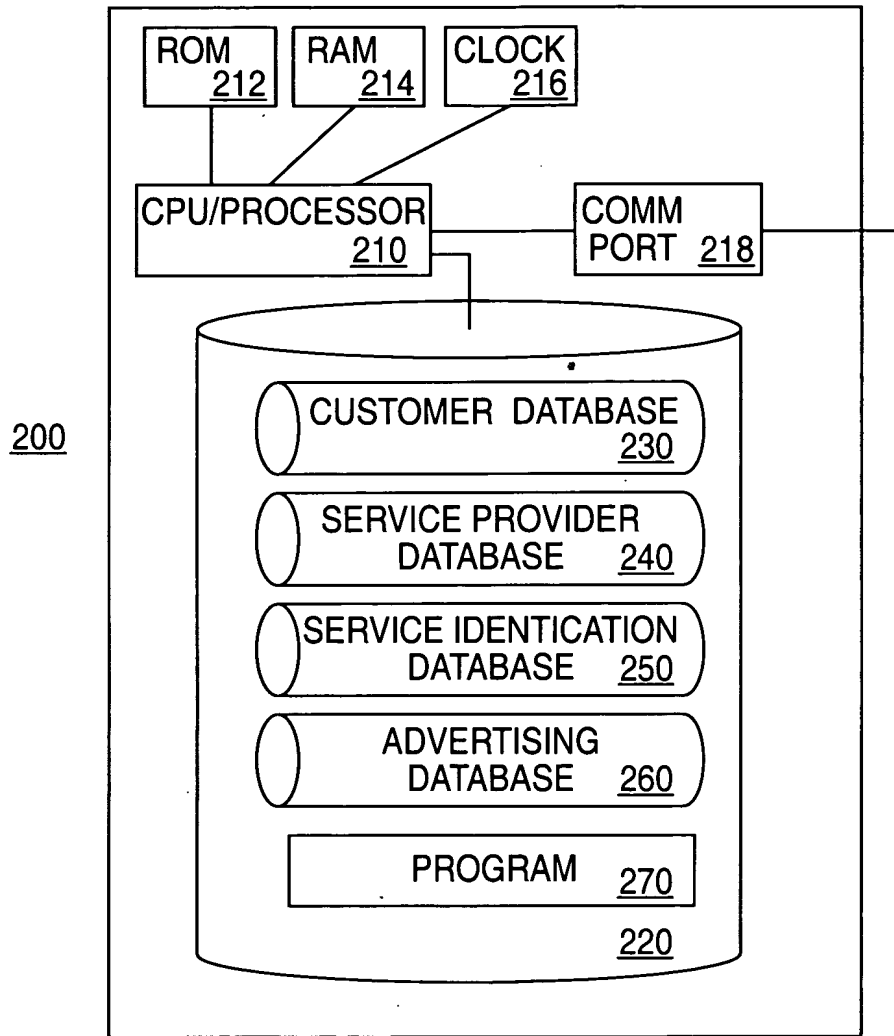 ROM
212
RAM
214
CLOCK
216
CPU/PROCESSOR
210
COMM
PORT 218
200
CUSTOMER DATABASE
230
SERVICE PROVIDER
DATABASE 240
SERVICE IDENTICATION
DATABASE 250
ADVERTISING
DATABASE 260
PROGRAM 270
220